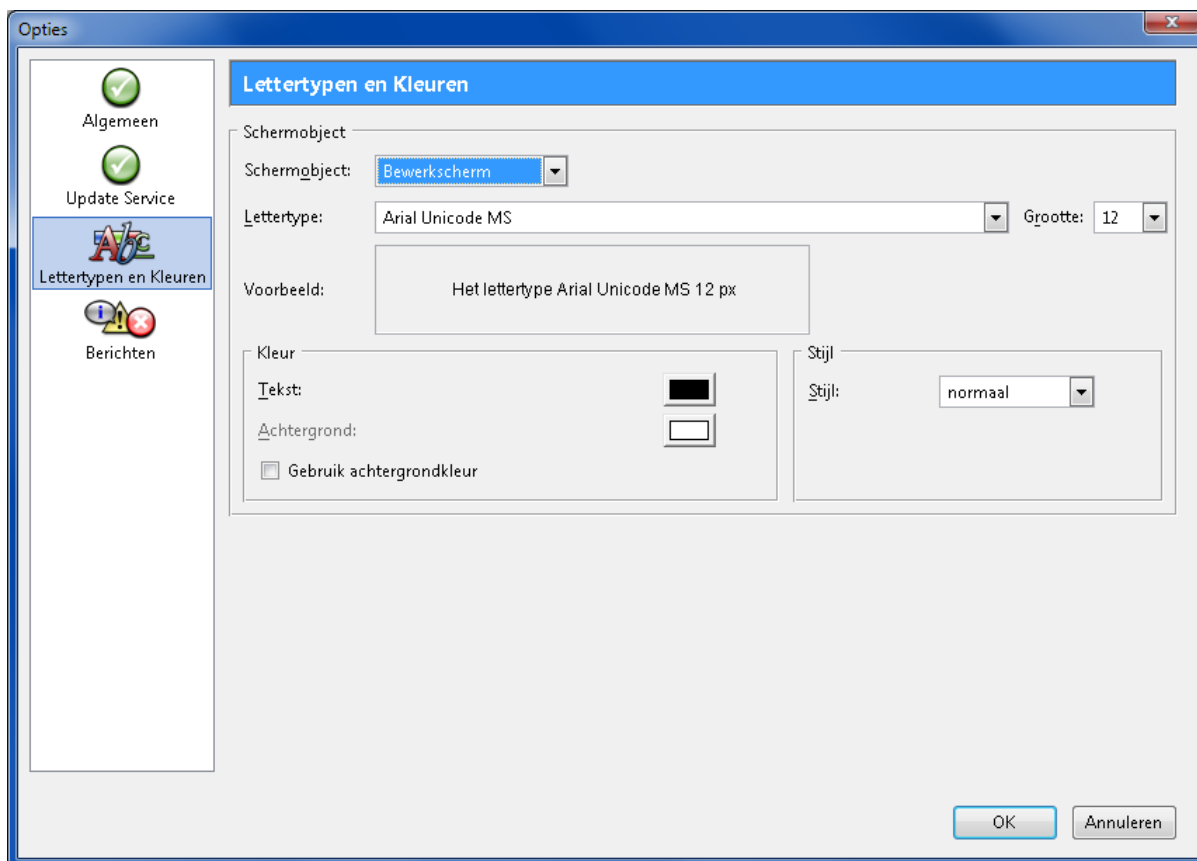 Opties
Algemeen
Update Service
Lettertypen en Kleuren
Berichten
Lettertypen en Kleuren
Schermobject
Schermobject: Bewerkscherm
Lettertype: Arial Unicode MS Grootte: 12
Voorbeeld: Het lettertype Arial Unicode MS 12 px
Kleur
Tekst:
Achtergrond:
Gebruik achtergrondkleur
Stijl
Stijl: normaal
OK Annuleren